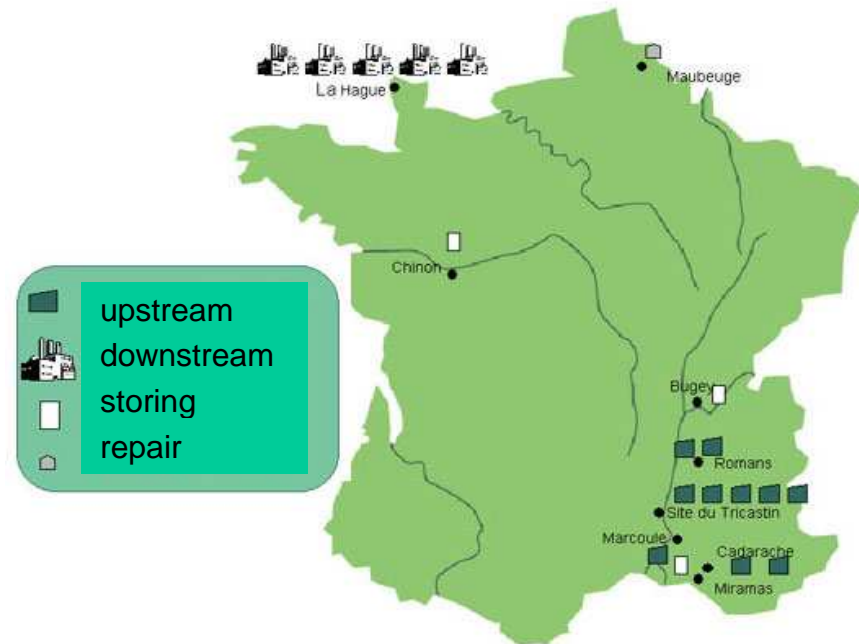 La Hague
Maubeuge
Chinon
upstream
downstream
storing
repair
Bugey
Romans
Site du Tricastin
Marcoule
Cadarache
Miramas